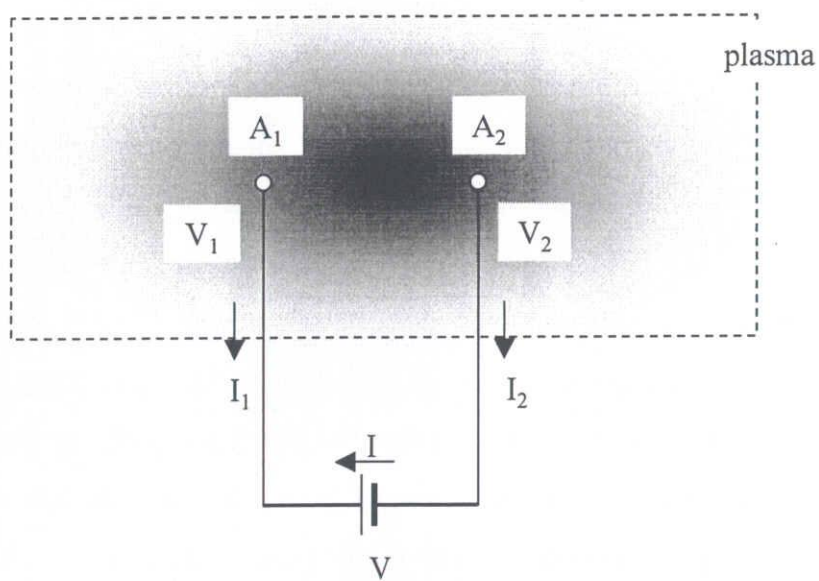 plasma
A₁ A₂
V₁ V₂
I₁ I₂
I
V